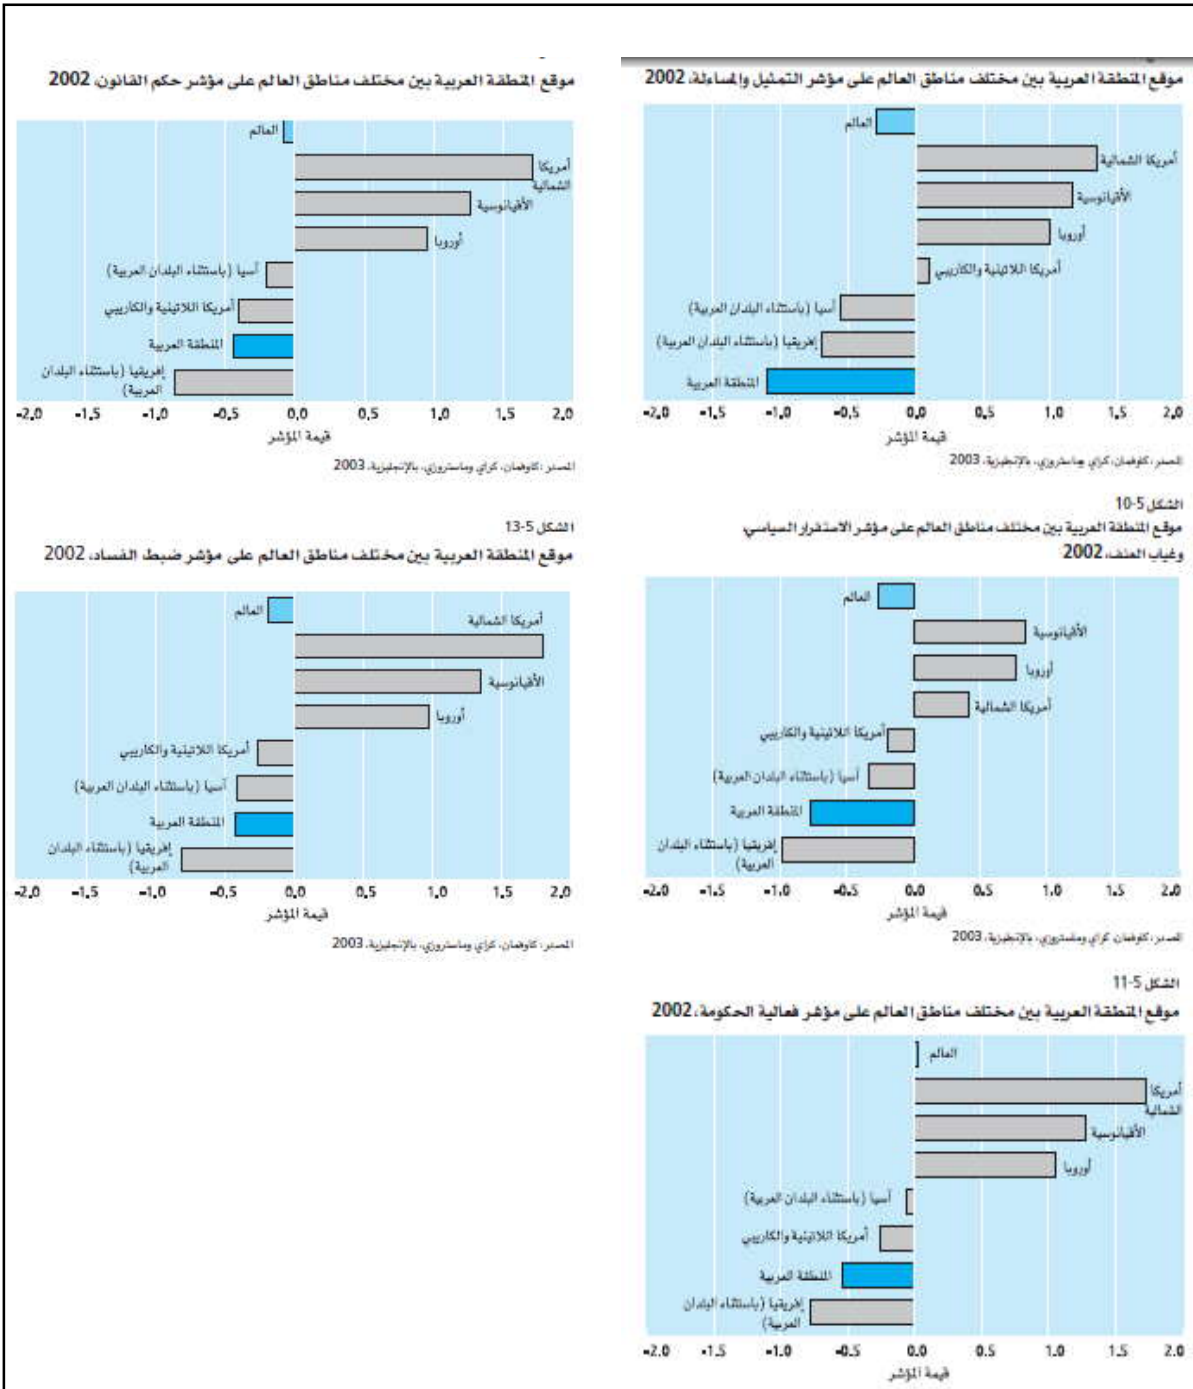 موقع المنطقة العربية بين مختلف مناطق العالم على مؤشر التمثيل والمساءلة، 2002
العالم
أمريكا الشمالية
الأقيانوسية
أوروبا
أمريكا اللاتينية والكاريبي
آسيا (باستثناء البلدان العربية)
إفريقيا (باستثناء البلدان العربية)
المنطقة العربية
-2.0 -1.5 -1.0 -0.5 0.0 0.5 1.0 1.5 2.0
قيمة المؤشر
المصدر: كاوفمان، كراي وماستروزي، بالإنجليزية، 2003
الشكل 5-10
موقع المنطقة العربية بين مختلف مناطق العالم على مؤشر الاستقرار السياسي
وغياب العنف، 2002
العالم
الأقيانوسية
أوروبا
أمريكا الشمالية
أمريكا اللاتينية والكاريبي
آسيا (باستثناء البلدان العربية)
المنطقة العربية
إفريقيا (باستثناء البلدان
العربية)
-2.0 -1.5 -1.0 -0.5 0.0 0.5 1.0 1.5 2.0
قيمة المؤشر
المصدر: كاوفمان، كراي وماستروزي، بالإنجليزية، 2003
الشكل 5-11
موقع المنطقة العربية بين مختلف مناطق العالم على مؤشر فعالية الحكومة، 2002
العالم
أمريكا
الشمالية
الأقيانوسية
أوروبا
آسيا (باستثناء البلدان العربية)
أمريكا اللاتينية والكاريبي
المنطقة العربية
إفريقيا (باستثناء البلدان
العربية)
-2.0 -1.5 -1.0 -0.5 0.0 0.5 1.0 1.5 2.0
قيمة المؤشر
موقع المنطقة العربية بين مختلف مناطق العالم على مؤشر حكم القانون، 2002
العالم
أمريكا
الشمالية
الأقيانوسية
أوروبا
آسيا (باستثناء البلدان العربية)
أمريكا اللاتينية والكاريبي
المنطقة العربية
إفريقيا (باستثناء البلدان
العربية)
-2.0 -1.5 -1.0 -0.5 0.0 0.5 1.0 1.5 2.0
قيمة المؤشر
المصدر: كاوفمان، كراي وماستروزي، بالإنجليزية، 2003
الشكل 5-13
موقع المنطقة العربية بين مختلف مناطق العالم على مؤشر ضبط الفساد، 2002
العالم
أمريكا الشمالية
الأقيانوسية
أوروبا
أمريكا اللاتينية والكاريبي
آسيا (باستثناء البلدان العربية)
المنطقة العربية
إفريقيا (باستثناء البلدان
العربية)
-2.0 -1.5 -1.0 -0.5 0.0 0.5 1.0 1.5 2.0
قيمة المؤشر
المصدر: كاوفمان، كراي وماستروزي، بالإنجليزية، 2003